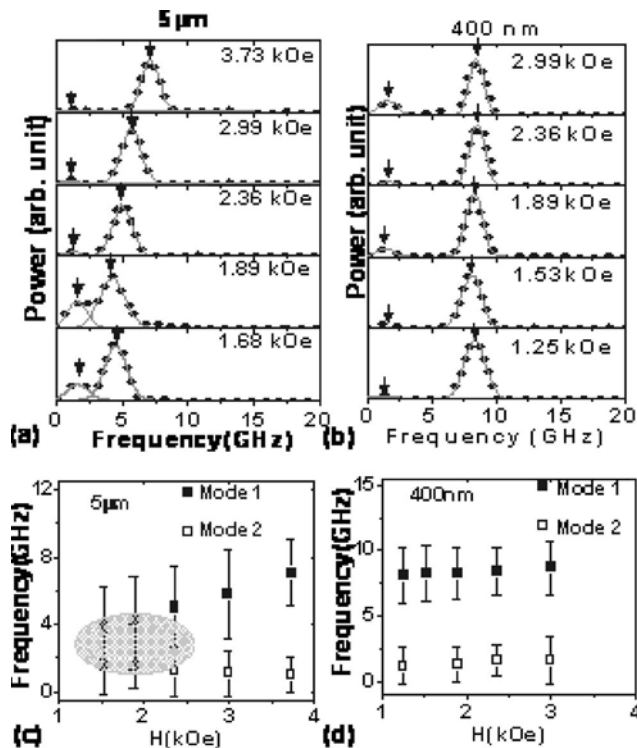 5µm
3.73 kOe
2.99 kOe
2.36 kOe
1.89 kOe
1.68 kOe
Power (arb. unit)
0 5 10 15 20
(a) Frequency(GHz)
400 nm
2.99 kOe
2.36 kOe
1.89 kOe
1.53 kOe
1.25 kOe
Power (arb. unit)
0 5 10 15 20
(b) Frequency (GHz)
5µm
Mode 1
Mode 2
12
8
4
0
Frequency(GHz)
1 2 3 4
(c) H(kOe)
400nm
Mode 1
Mode 2
15
10
5
0
Frequency(GHz)
1 2 3 4
(d) H(kOe)